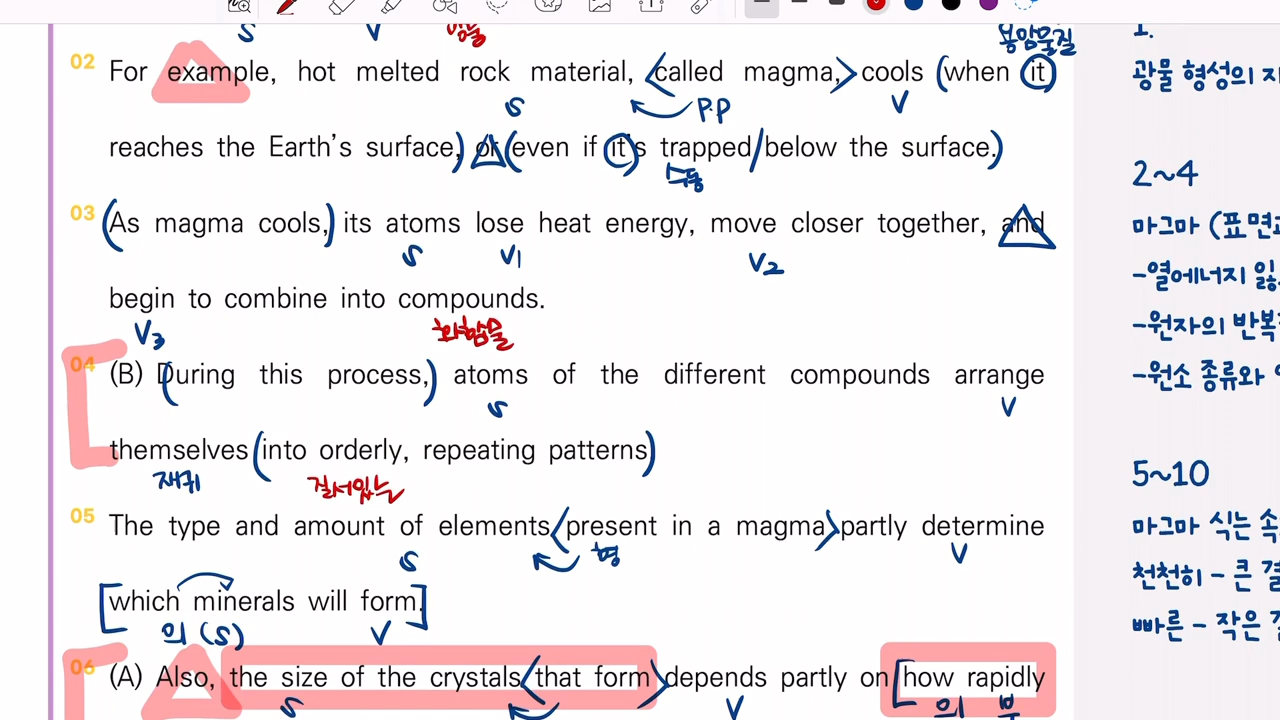 S V
용암물질
1.
02 For example, hot melted rock material, <called magma,> cools (when it
S P.P V
광물 형성의 지
reaches the Earth's surface,) or (even if it's trapped / below the surface.)
수동
2~4
03 (As magma cools,) its atoms lose heat energy, move closer together, and
S V1 V2
마그마 (표면
-열에너지 잃
begin to combine into compounds.
V3 화합물
-원자의 반복
04 (B) (During this process,) atoms of the different compounds arrange
S V
-원소 종류와
themselves (into orderly, repeating patterns)
재귀 질서있는
5~10
05 The type and amount of elements <present in a magma> partly determine
S 형 V
마그마 식는 속
[which minerals will form.]
의 (S) V
천천히 - 큰 결
빠른 - 작은
06 (A) Also, the size of the crystals <that form> depends partly on [how rapidly
S V 의 부